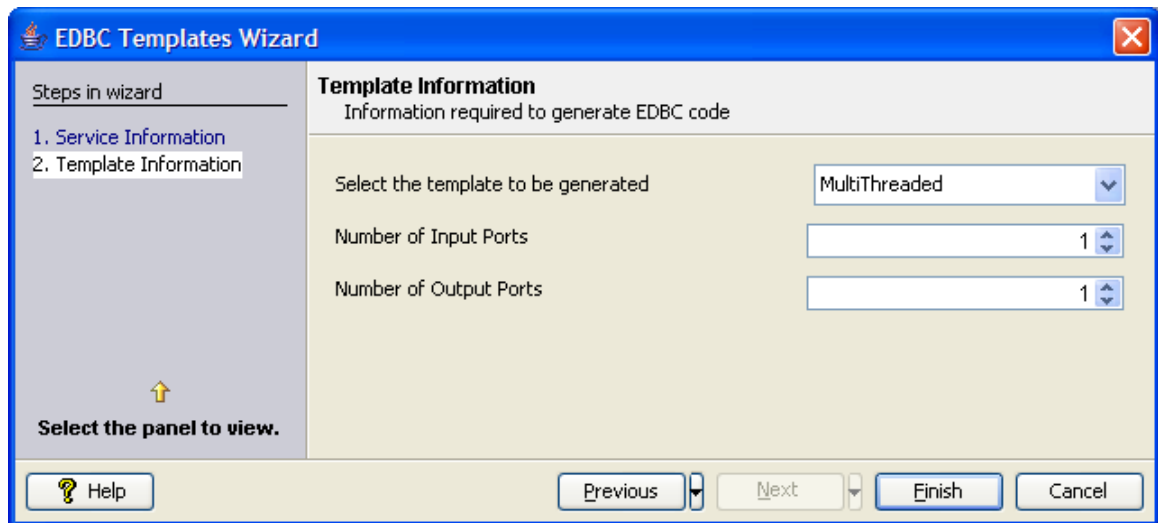 EDBC Templates Wizard
Steps in wizard
1. Service Information
2. Template Information
Select the panel to view.
Template Information
Information required to generate EDBC code
Select the template to be generated
MultiThreaded
Number of Input Ports
1
Number of Output Ports
1
Help
Previous
Next
Finish
Cancel